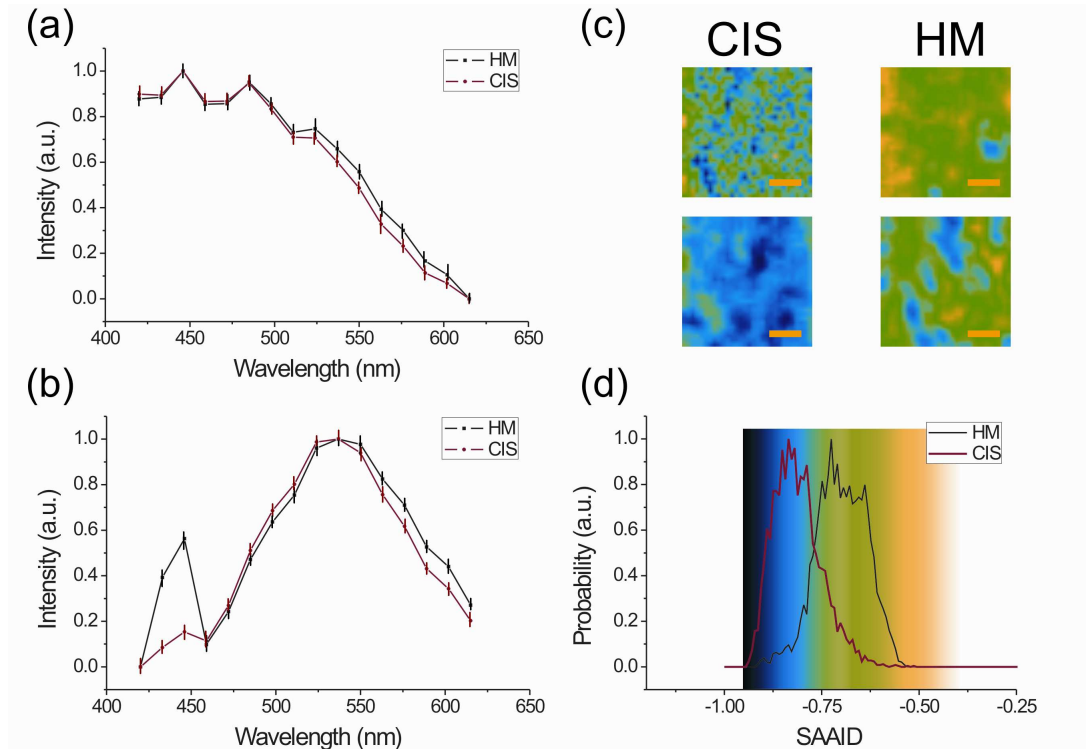 (a)
HM
CIS
1.0
0.8
0.6
0.4
0.2
0.0
Intensity (a.u.)
400 450 500 550 600 650
Wavelength (nm)
(b)
HM
CIS
1.0
0.8
0.6
0.4
0.2
0.0
Intensity (a.u.)
400 450 500 550 600 650
Wavelength (nm)
(c)
CIS HM
(d)
HM
CIS
1.0
0.8
0.6
0.4
0.2
0.0
Probability (a.u.)
-1.00 -0.75 -0.50 -0.25
SAAID